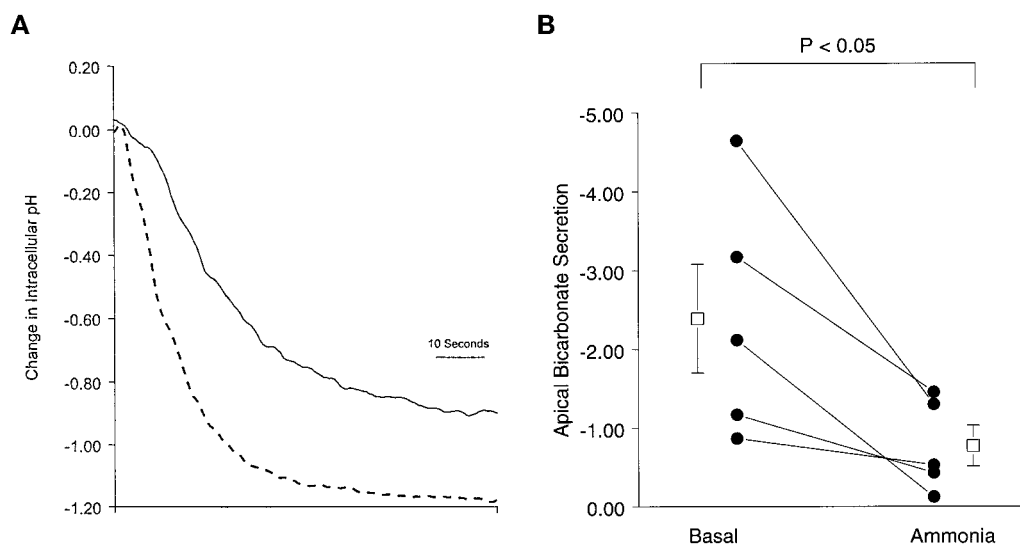 A
0.20
0.00
-0.20
-0.40
-0.60
-0.80
-1.00
-1.20
Change in Intracellular pH
10 Seconds
B
P < 0.05
-5.00
-4.00
-3.00
-2.00
-1.00
0.00
Apical Bicarbonate Secretion
Basal
Ammonia